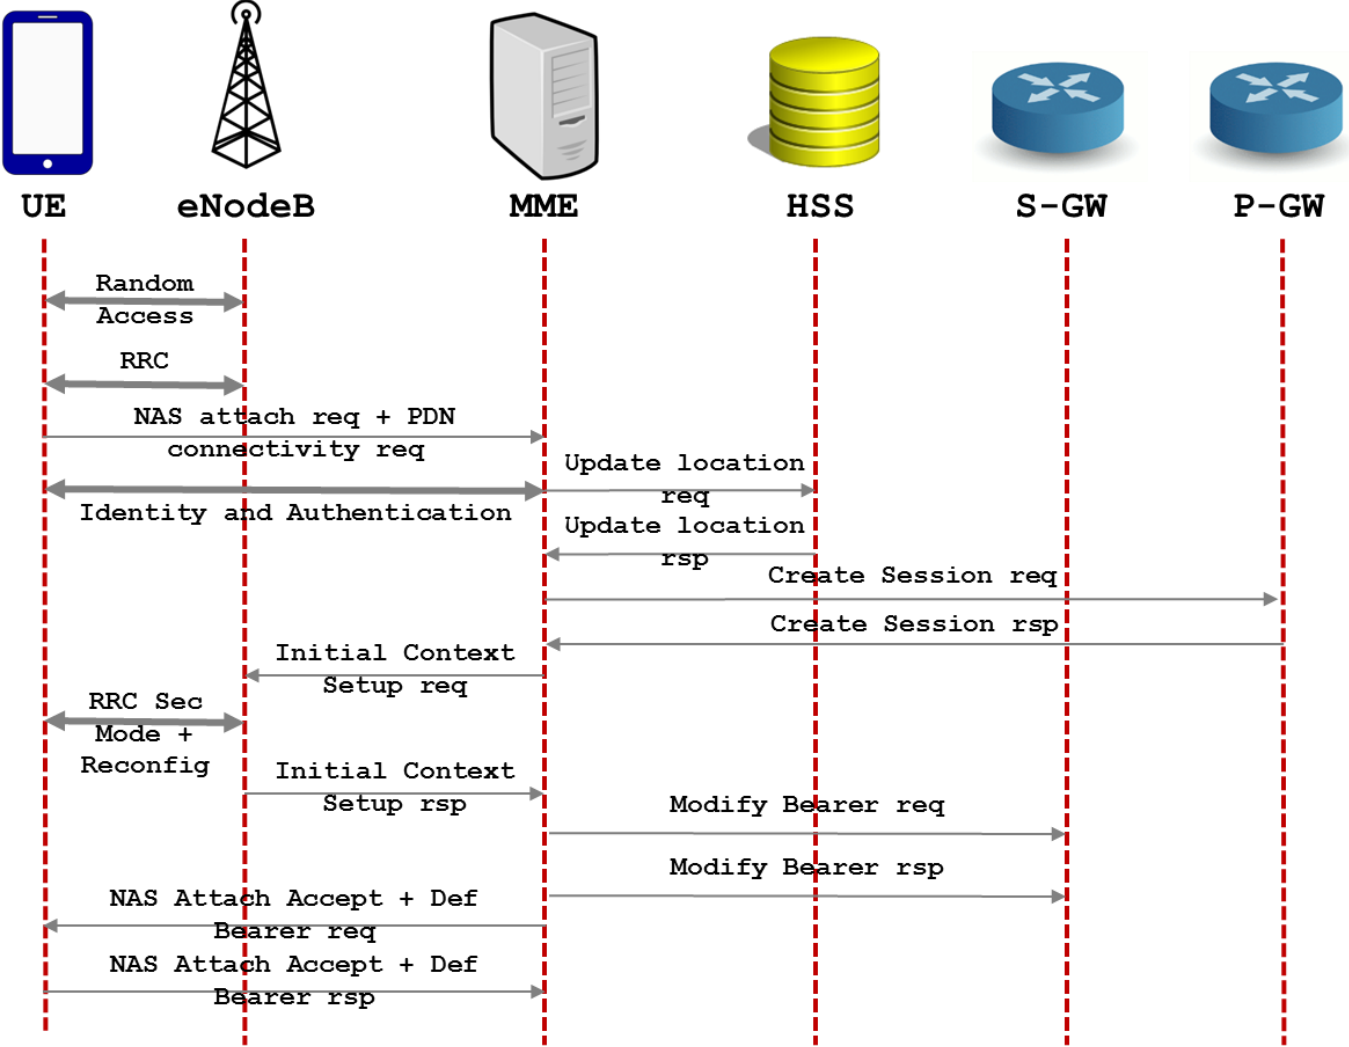 UE eNodeB MME HSS S-GW P-GW
Random
Access
RRC
NAS attach req + PDN
connectivity req
Update location
req
Identity and Authentication
Update location
rsp
Create Session req
Create Session rsp
Initial Context
Setup req
RRC Sec
Mode +
Reconfig
Initial Context
Setup rsp
Modify Bearer req
Modify Bearer rsp
NAS Attach Accept + Def
Bearer req
NAS Attach Accept + Def
Bearer rsp